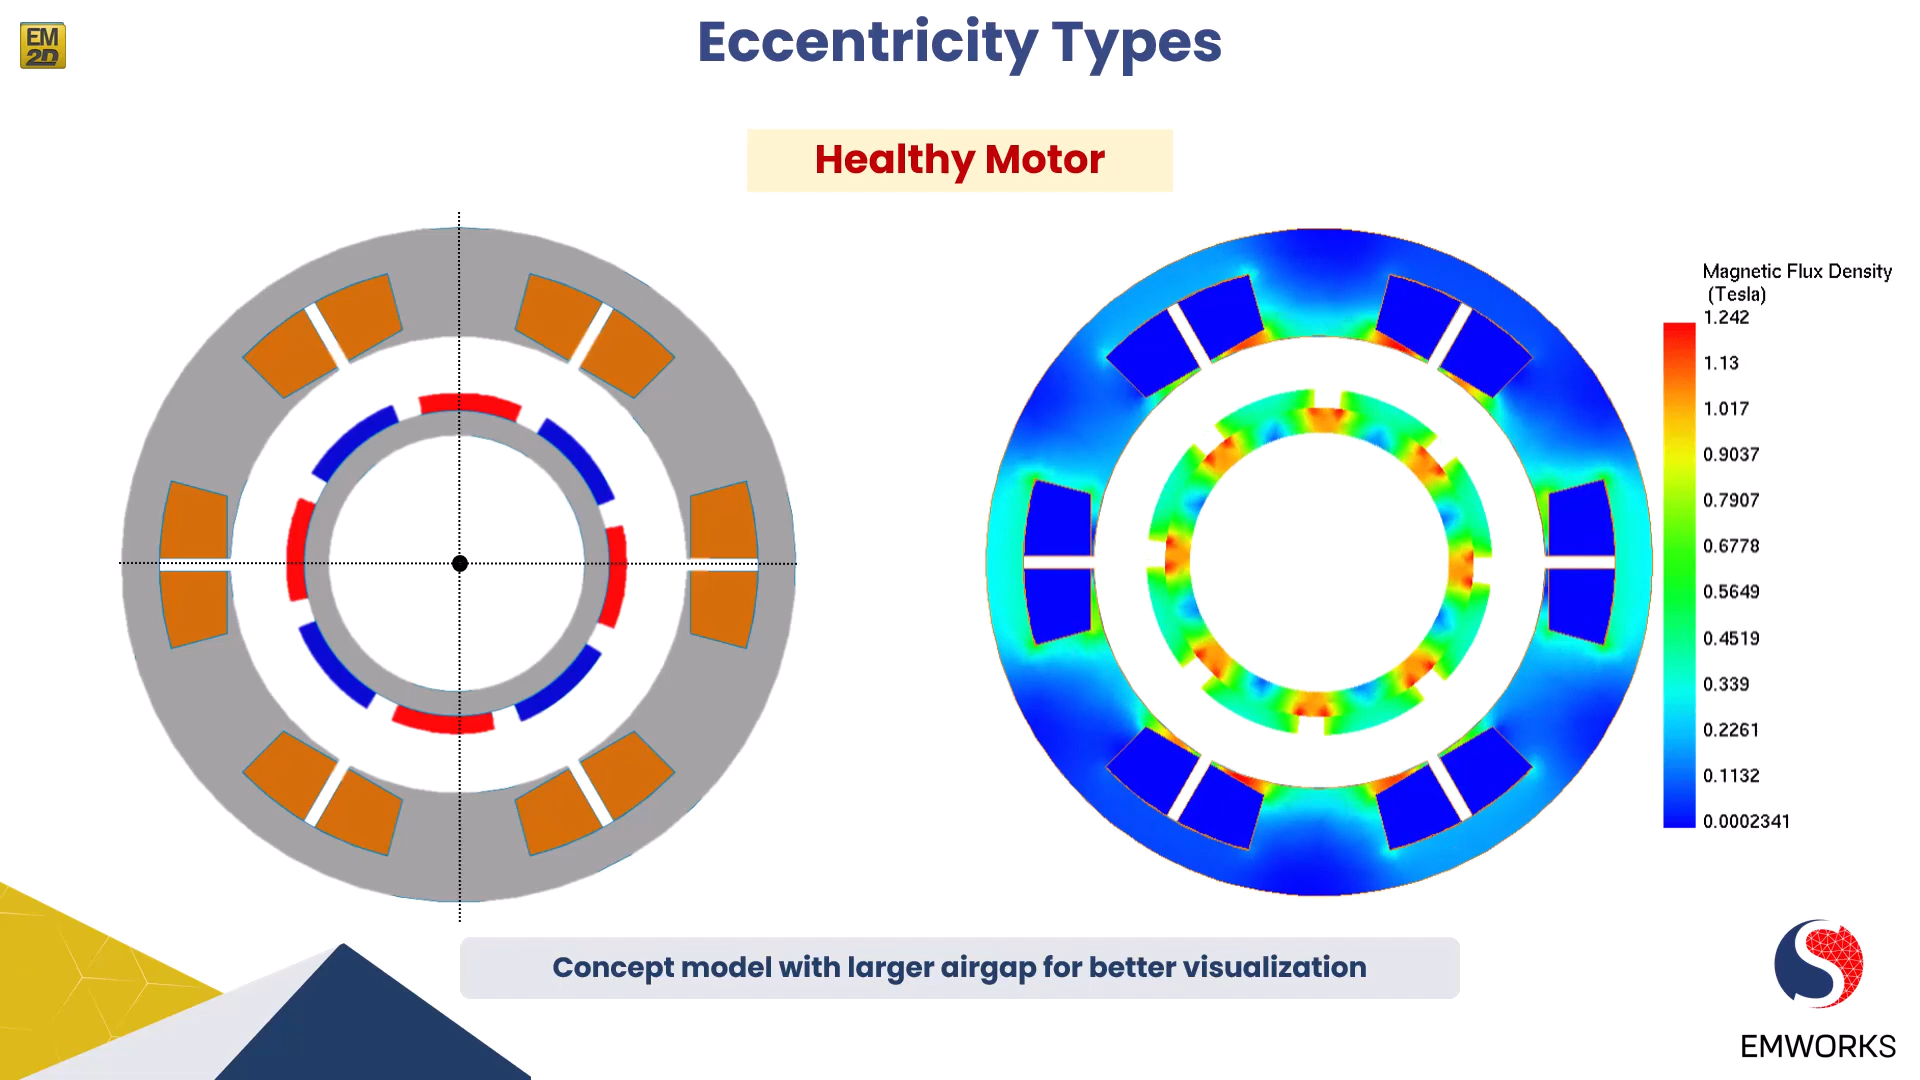 EM
2D
Eccentricity Types
Healthy Motor
Magnetic Flux Density
(Tesla)
1.242
1.13
1.017
0.9037
0.7907
0.6778
0.5649
0.4519
0.339
0.2261
0.1132
0.0002341
Concept model with larger airgap for better visualization
EMWORKS